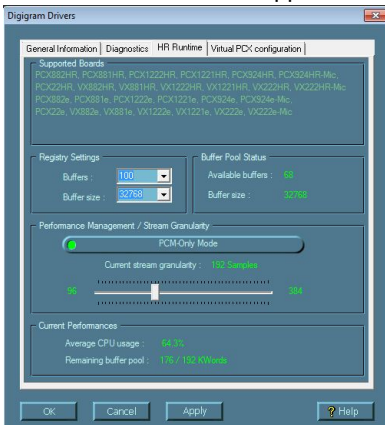 Digigram Drivers
General Information Diagnostics HR Runtime Virtual PCX configuration
Supported Boards
PCX882HR, PCX881HR, PCX1222HR, PCX1221HR, PCX924HR, PCX924HR-Mic,
PCX22HR, VX882HR, VX881HR, VX1222HR, VX1221HR, VX222HR, VX222HR-Mic
PCX882e, PCX881e, PCX1222e, PCX1221e, PCX924e, PCX924e-Mic,
PCX22e, VX882e, VX881e, VX1222e, VX1221e, VX222e, VX222e-Mic
Registry Settings
Buffers : 100
Buffer size : 32768
Buffer Pool Status
Available buffers : 68
Buffer size : 32768
Performance Management / Stream Granularity
PCM-Only Mode
Current stream granularity : 192 Samples
96 384
Current Performances
Average CPU usage : 64,3%
Remaining buffer pool : 176 / 192 KWords
OK Cancel Apply ? Help